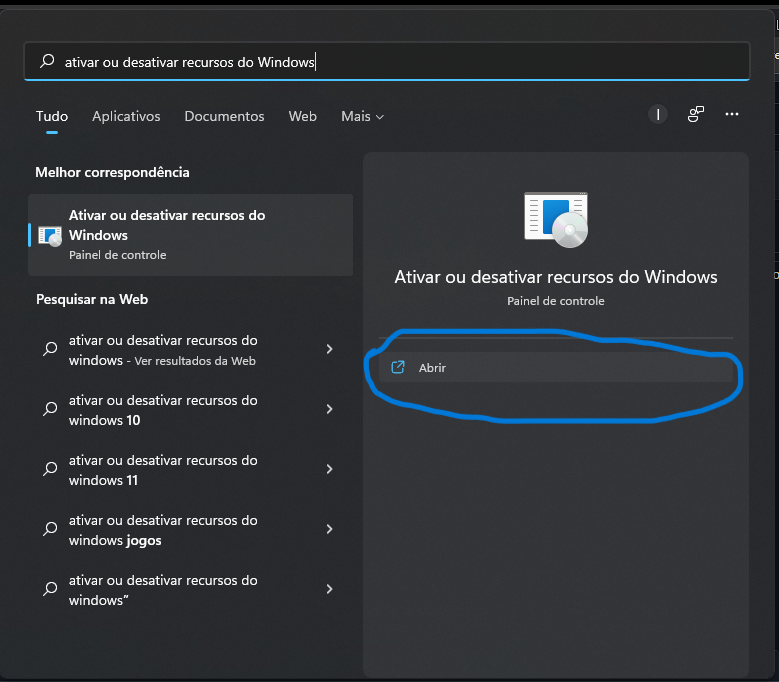 ativar ou desativar recursos do Windows
Tudo
Aplicativos
Documentos
Web
Mais
I
Melhor correspondência
Ativar ou desativar recursos do
Windows
Painel de controle
Pesquisar na Web
ativar ou desativar recursos do
windows - Ver resultados da Web
ativar ou desativar recursos do
windows 10
ativar ou desativar recursos do
windows 11
ativar ou desativar recursos do
windows jogos
ativar ou desativar recursos do
windows”
Ativar ou desativar recursos do Windows
Painel de controle
Abrir